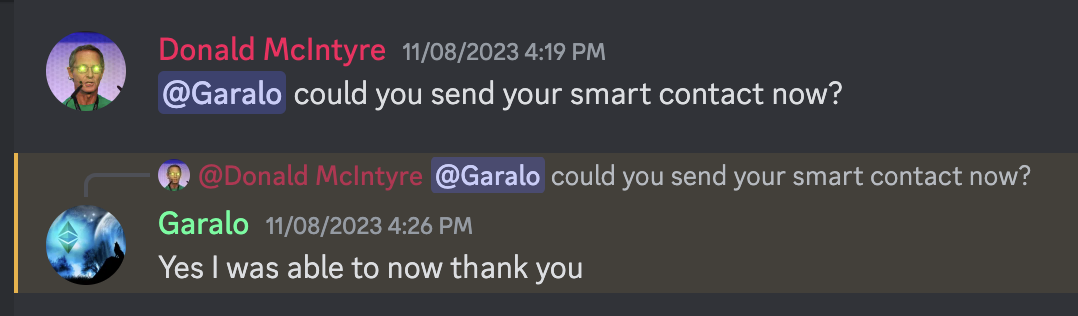 Donald McIntyre 11/08/2023 4:19 PM
@Garalo could you send your smart contact now?
@Donald McIntyre @Garalo could you send your smart contact now?
Garalo 11/08/2023 4:26 PM
Yes I was able to now thank you